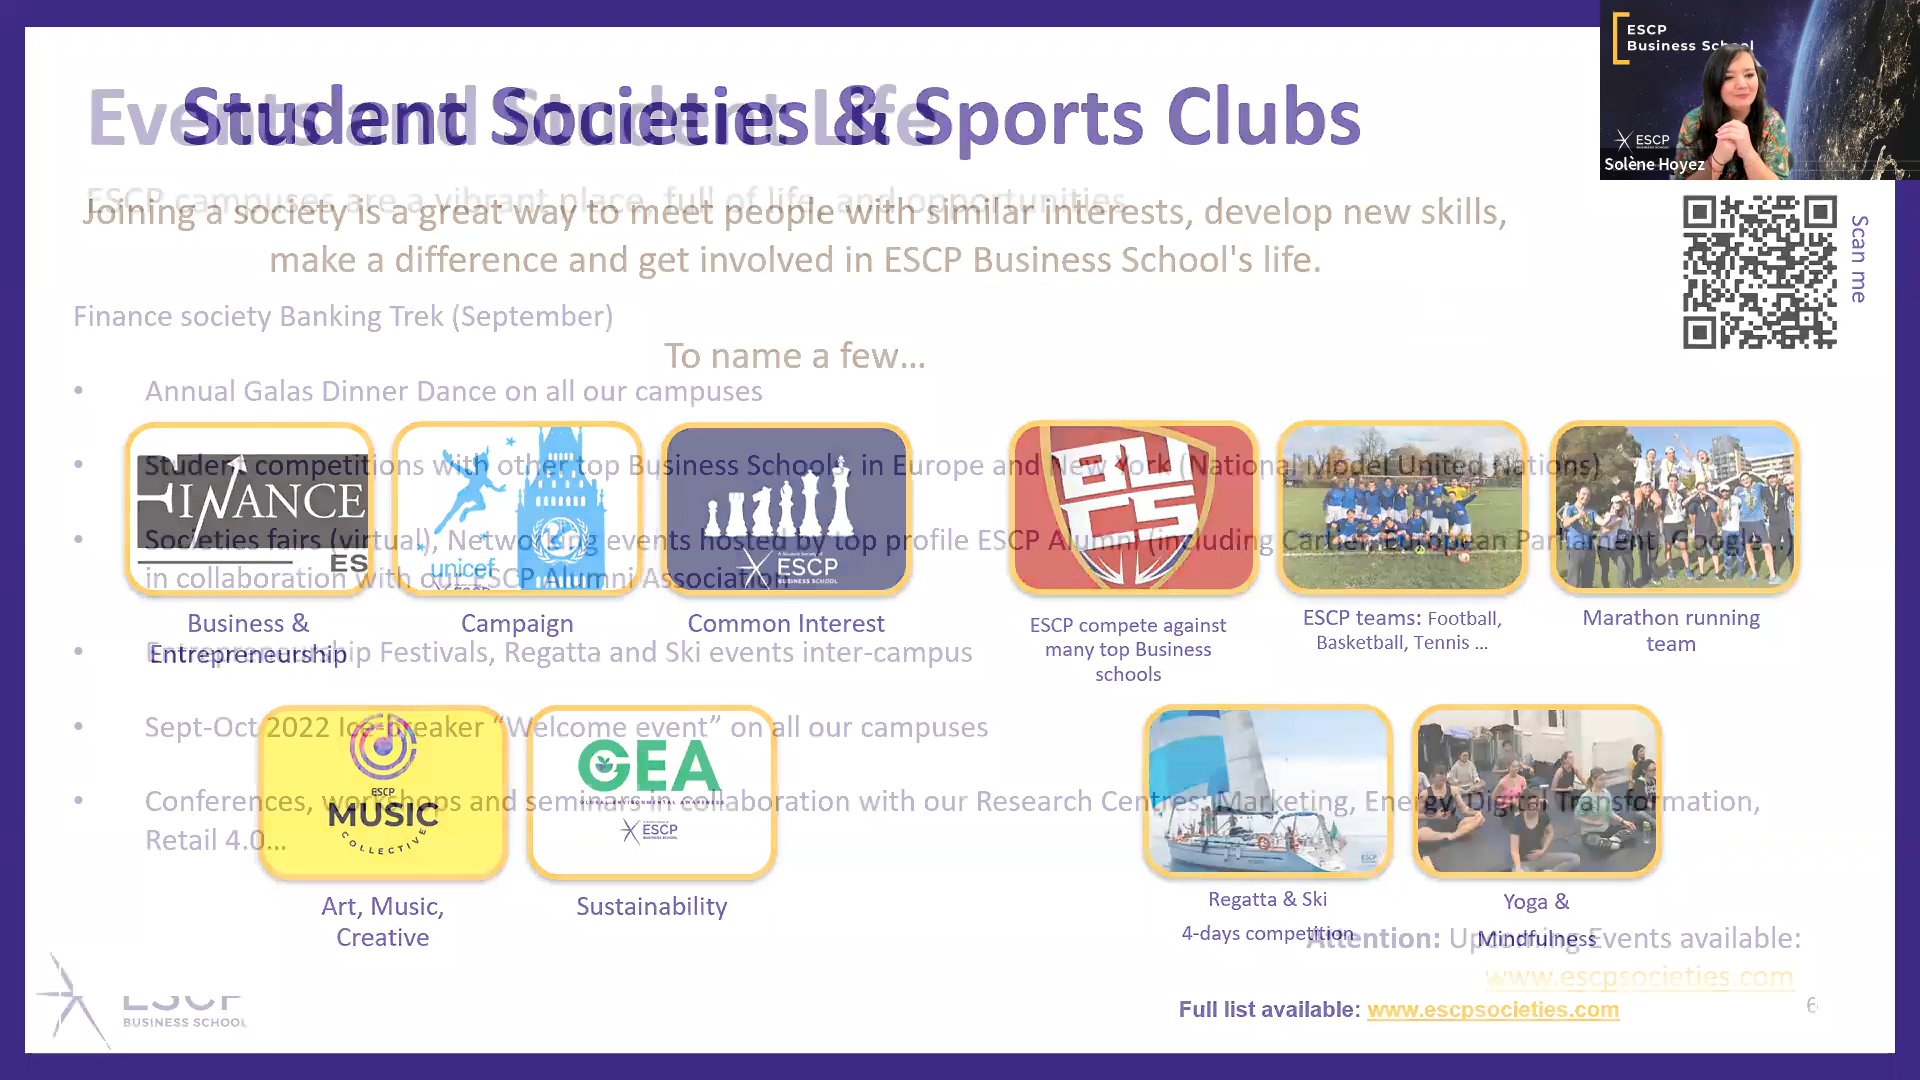 ESCP
Business School
ESCP
BUSINESS SCHOOL
Solène Hoyez
Student Societies & Sports Clubs
Events and Student Life
ESCP campuses are a vibrant place, full of life, and opportunities
Joining a society is a great way to meet people with similar interests, develop new skills,
make a difference and get involved in ESCP Business School's life.
Scan me
Finance society Banking Trek (September)
To name a few...
• Annual Galas Dinner Dance on all our campuses
• Student competitions with other top Business Schools in Europe and New York (National Model United Nations)
• Societies fairs (virtual), Networking events hosted by top profile ESCP Alumni (including Cartier, European Parliament, Google...)
in collaboration with our ESCP Alumni Association
FINANCE
ES
unicef
A Student Society of
ESCP
BUSINESS SCHOOL
BUCS
Business &
Entrepreneurship
Campaign
Common Interest
ESCP compete against
many top Business
schools
ESCP teams: Football,
Basketball, Tennis ...
Marathon running
team
• Entrepreneurship Festivals, Regatta and Ski events inter-campus
• Sept-Oct 2022 Ice-breaker “Welcome event” on all our campuses
• Conferences, workshops and seminars in collaboration with our Research Centres: Marketing, Energy, Digital Transformation,
Retail 4.0...
ESCP
MUSIC
COLLECTIVE
GEA
GLOBAL ENVIRONMENTAL AWARENESS
ESCP
BUSINESS SCHOOL
Art, Music,
Creative
Sustainability
Regatta & Ski
4-days competition
Yoga &
Mindfulness
Attention: Upcoming Events available:
www.escpsocieties.com
Full list available: www.escpsocieties.com
ESCP
BUSINESS SCHOOL
6